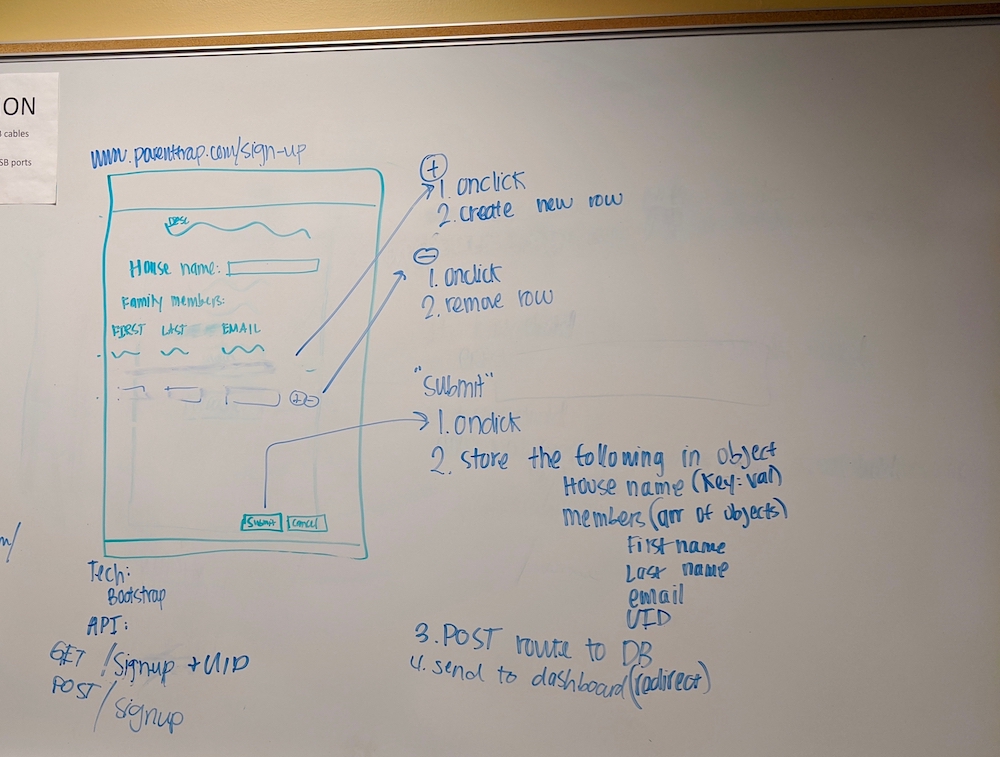 ON
B cables
SB ports
www.parenttrap.com/sign-up
Desc
House name:
Family members:
FIRST LAST EMAIL
+ -
Submit Cancel
Tech:
Bootstrap
API:
GET /Signup + UID
POST /signup
+
1. onclick
2. create new row
-
1. onclick
2. remove row
"Submit"
1. onclick
2. store the following in object
House name (key:val)
members (arr of objects)
First name
Last name
email
UID
3. POST route to DB
4. send to dashboard (redirect)